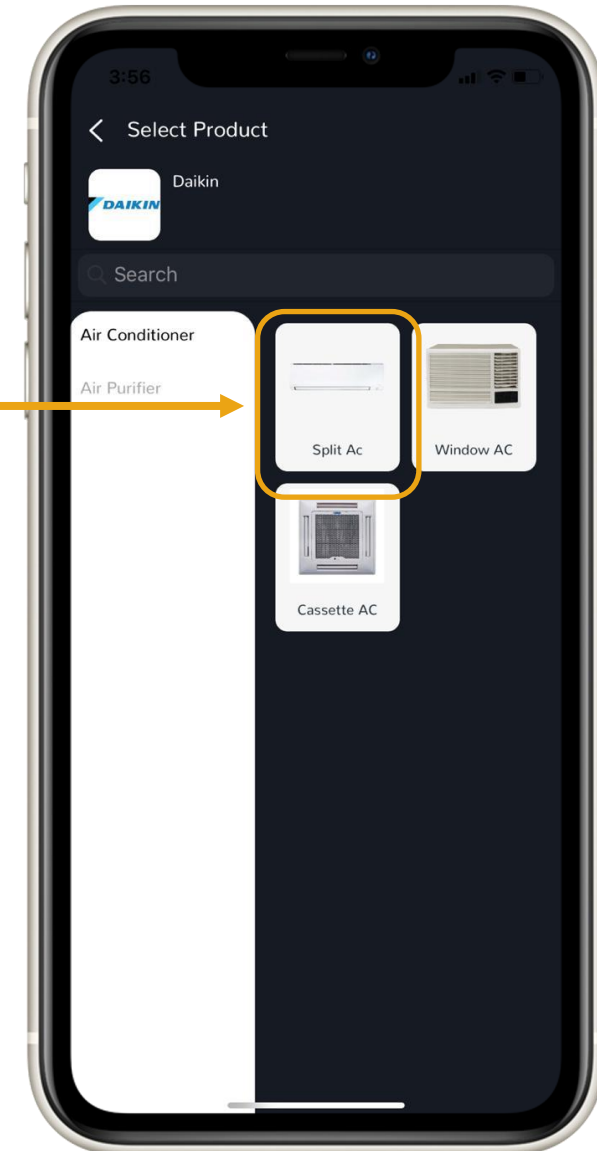 3:56
Select Product
DAIKIN
Daikin
Search
Air Conditioner
Air Purifier
Split Ac
Window AC
Cassette AC